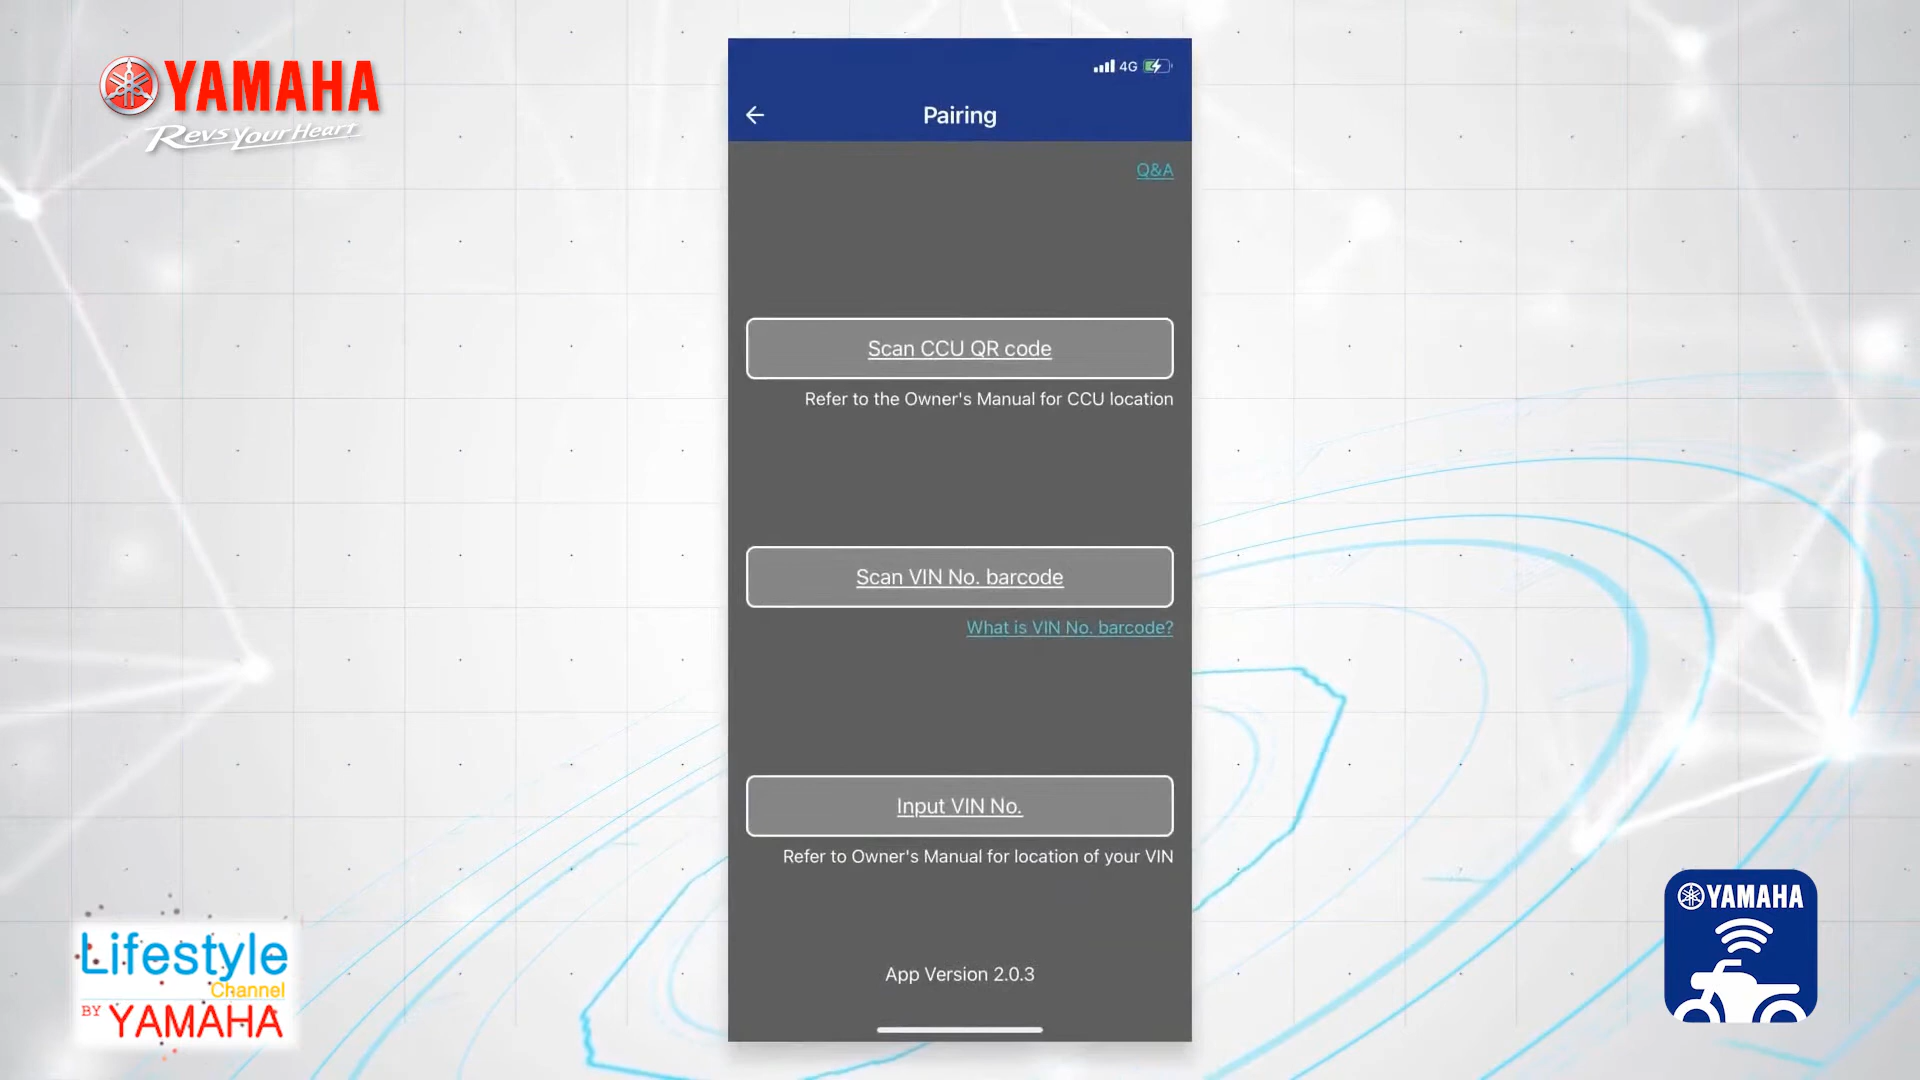 YAMAHA
Revs Your Heart
4G
Pairing
Q&A
Scan CCU QR code
Refer to the Owner's Manual for CCU location
Scan VIN No. barcode
What is VIN No. barcode?
Input VIN No.
Refer to Owner's Manual for location of your VIN
App Version 2.0.3
Lifestyle
Channel
BY YAMAHA
YAMAHA